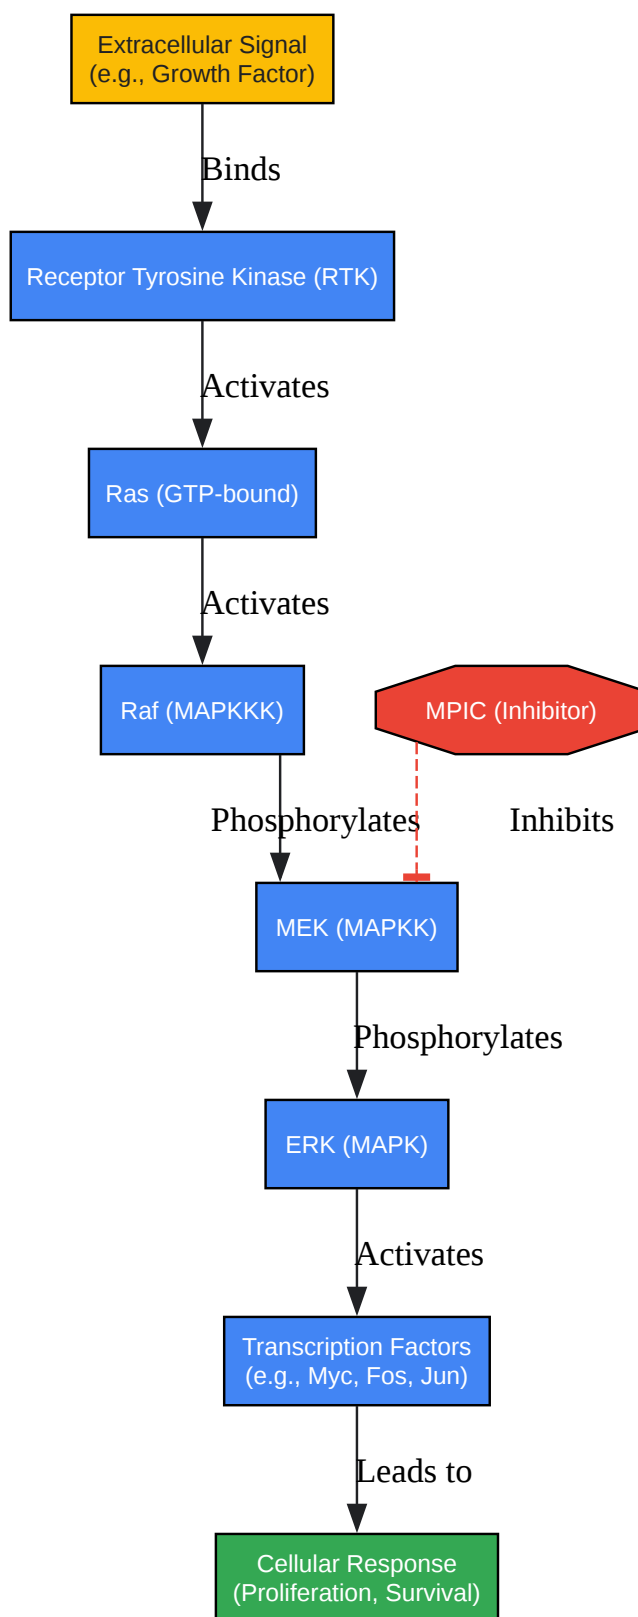 Extracellular Signal
(e.g., Growth Factor)
Binds
Receptor Tyrosine Kinase (RTK)
Activates
Ras (GTP-bound)
Activates
Raf (MAPKKK)
MPIC (Inhibitor)
Phosphorylates
Inhibits
MEK (MAPKK)
Phosphorylates
ERK (MAPK)
Activates
Transcription Factors
(e.g., Myc, Fos, Jun)
Leads to
Cellular Response
(Proliferation, Survival)